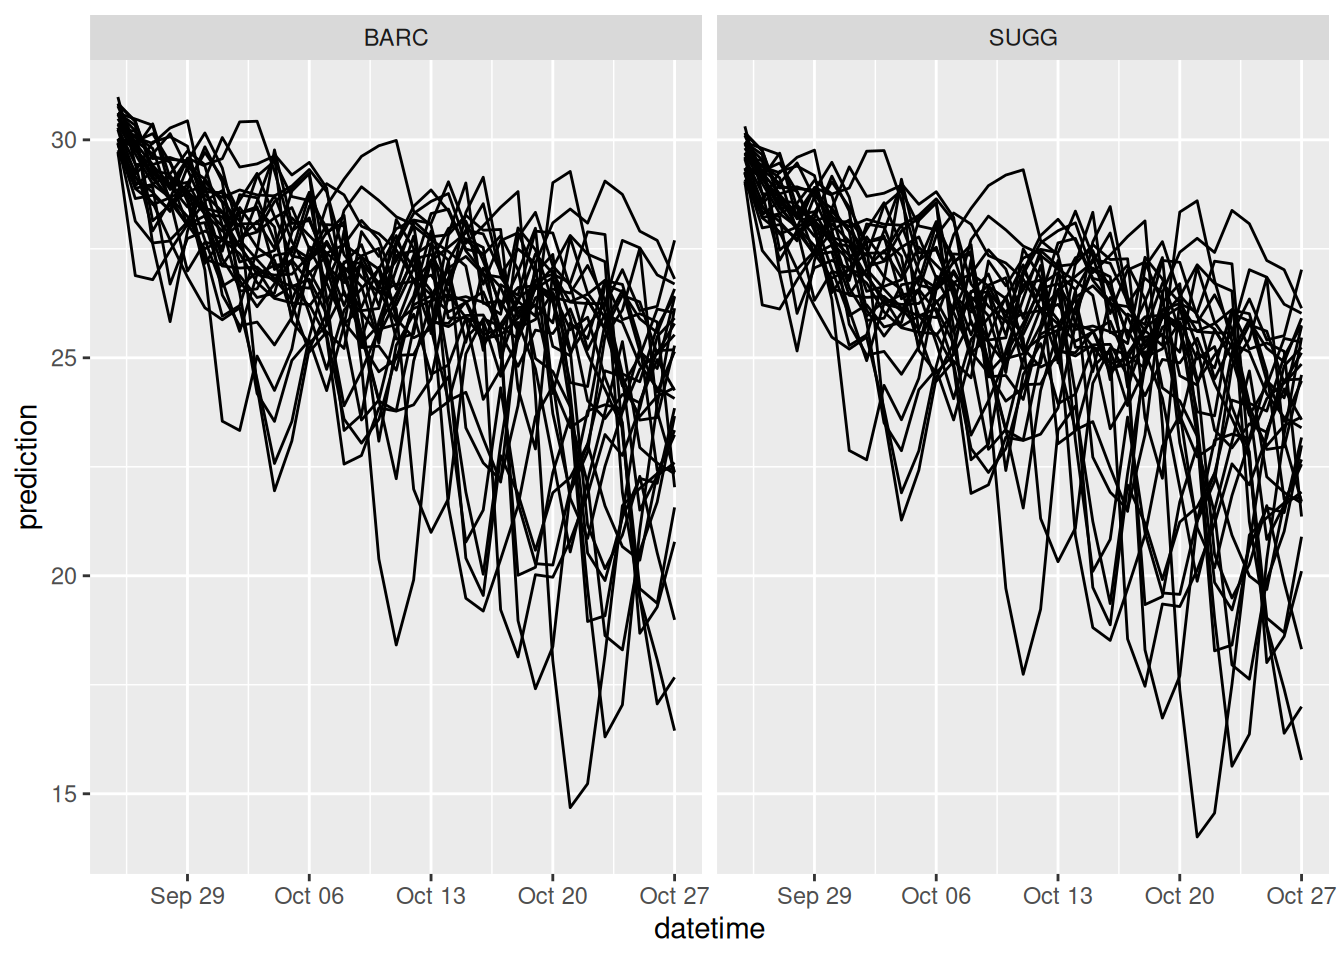 BARC
SUGG
30
25
20
15
prediction
Sep 29
Oct 06
Oct 13
Oct 20
Oct 27
Sep 29
Oct 06
Oct 13
Oct 20
Oct 27
datetime